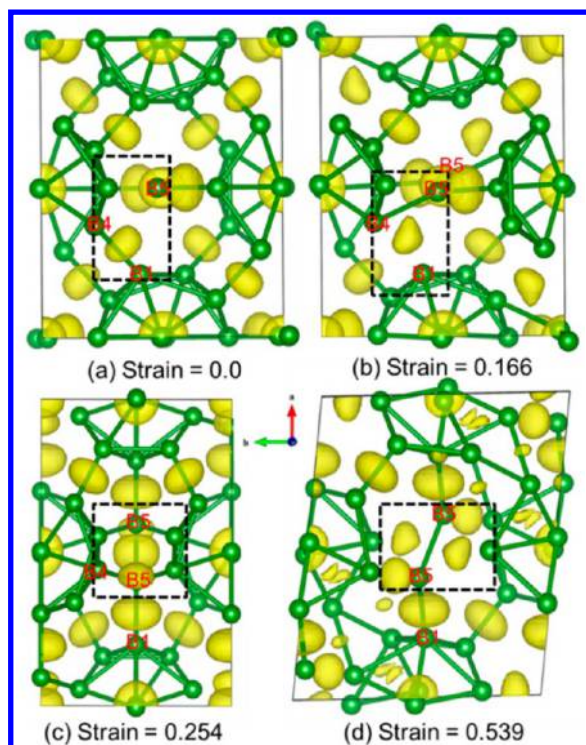 B5
B4
B1
B5
B5
B4
B1
(a) Strain = 0.0
(b) Strain = 0.166
a
b
B5
B4
B5
B1
B5
B5
B1
(c) Strain = 0.254
(d) Strain = 0.539